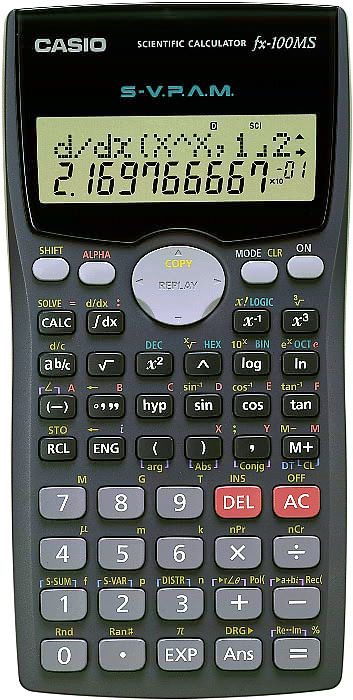 CASIO SCIENTIFIC CALCULATOR fx-100MS
S-V.P.A.M.
D SCI
d/dx(X^X,1⌟2
2.169766667×10-01
SHIFT ALPHA COPY MODE CLR ON
REPLAY
SOLVE = d/dx : x! LOGIC ³√
CALC ∫dx x⁻¹ x³
d/c DEC ˣ√ HEX 10ˣ BIN eˣ OCT e
ab/c √ x² ^ log ln
∠ A ← B C sin⁻¹ D cos⁻¹ E tan⁻¹ F
(−) °,,, hyp sin cos tan
STO ← i ) X ; Y M− M
RCL ENG ( ) , M+
arg Abs Conjg DT CL
M G T INS OFF
7 8 9 DEL AC
μ m k nPr nCr
4 5 6 × ÷
S-SUM f S-VAR p DISTR n ▶r∠θ Pol( ▶a+bi Rec(
1 2 3 + −
Rnd Ran# π DRG▶ Re↔Im %
0 · EXP Ans =